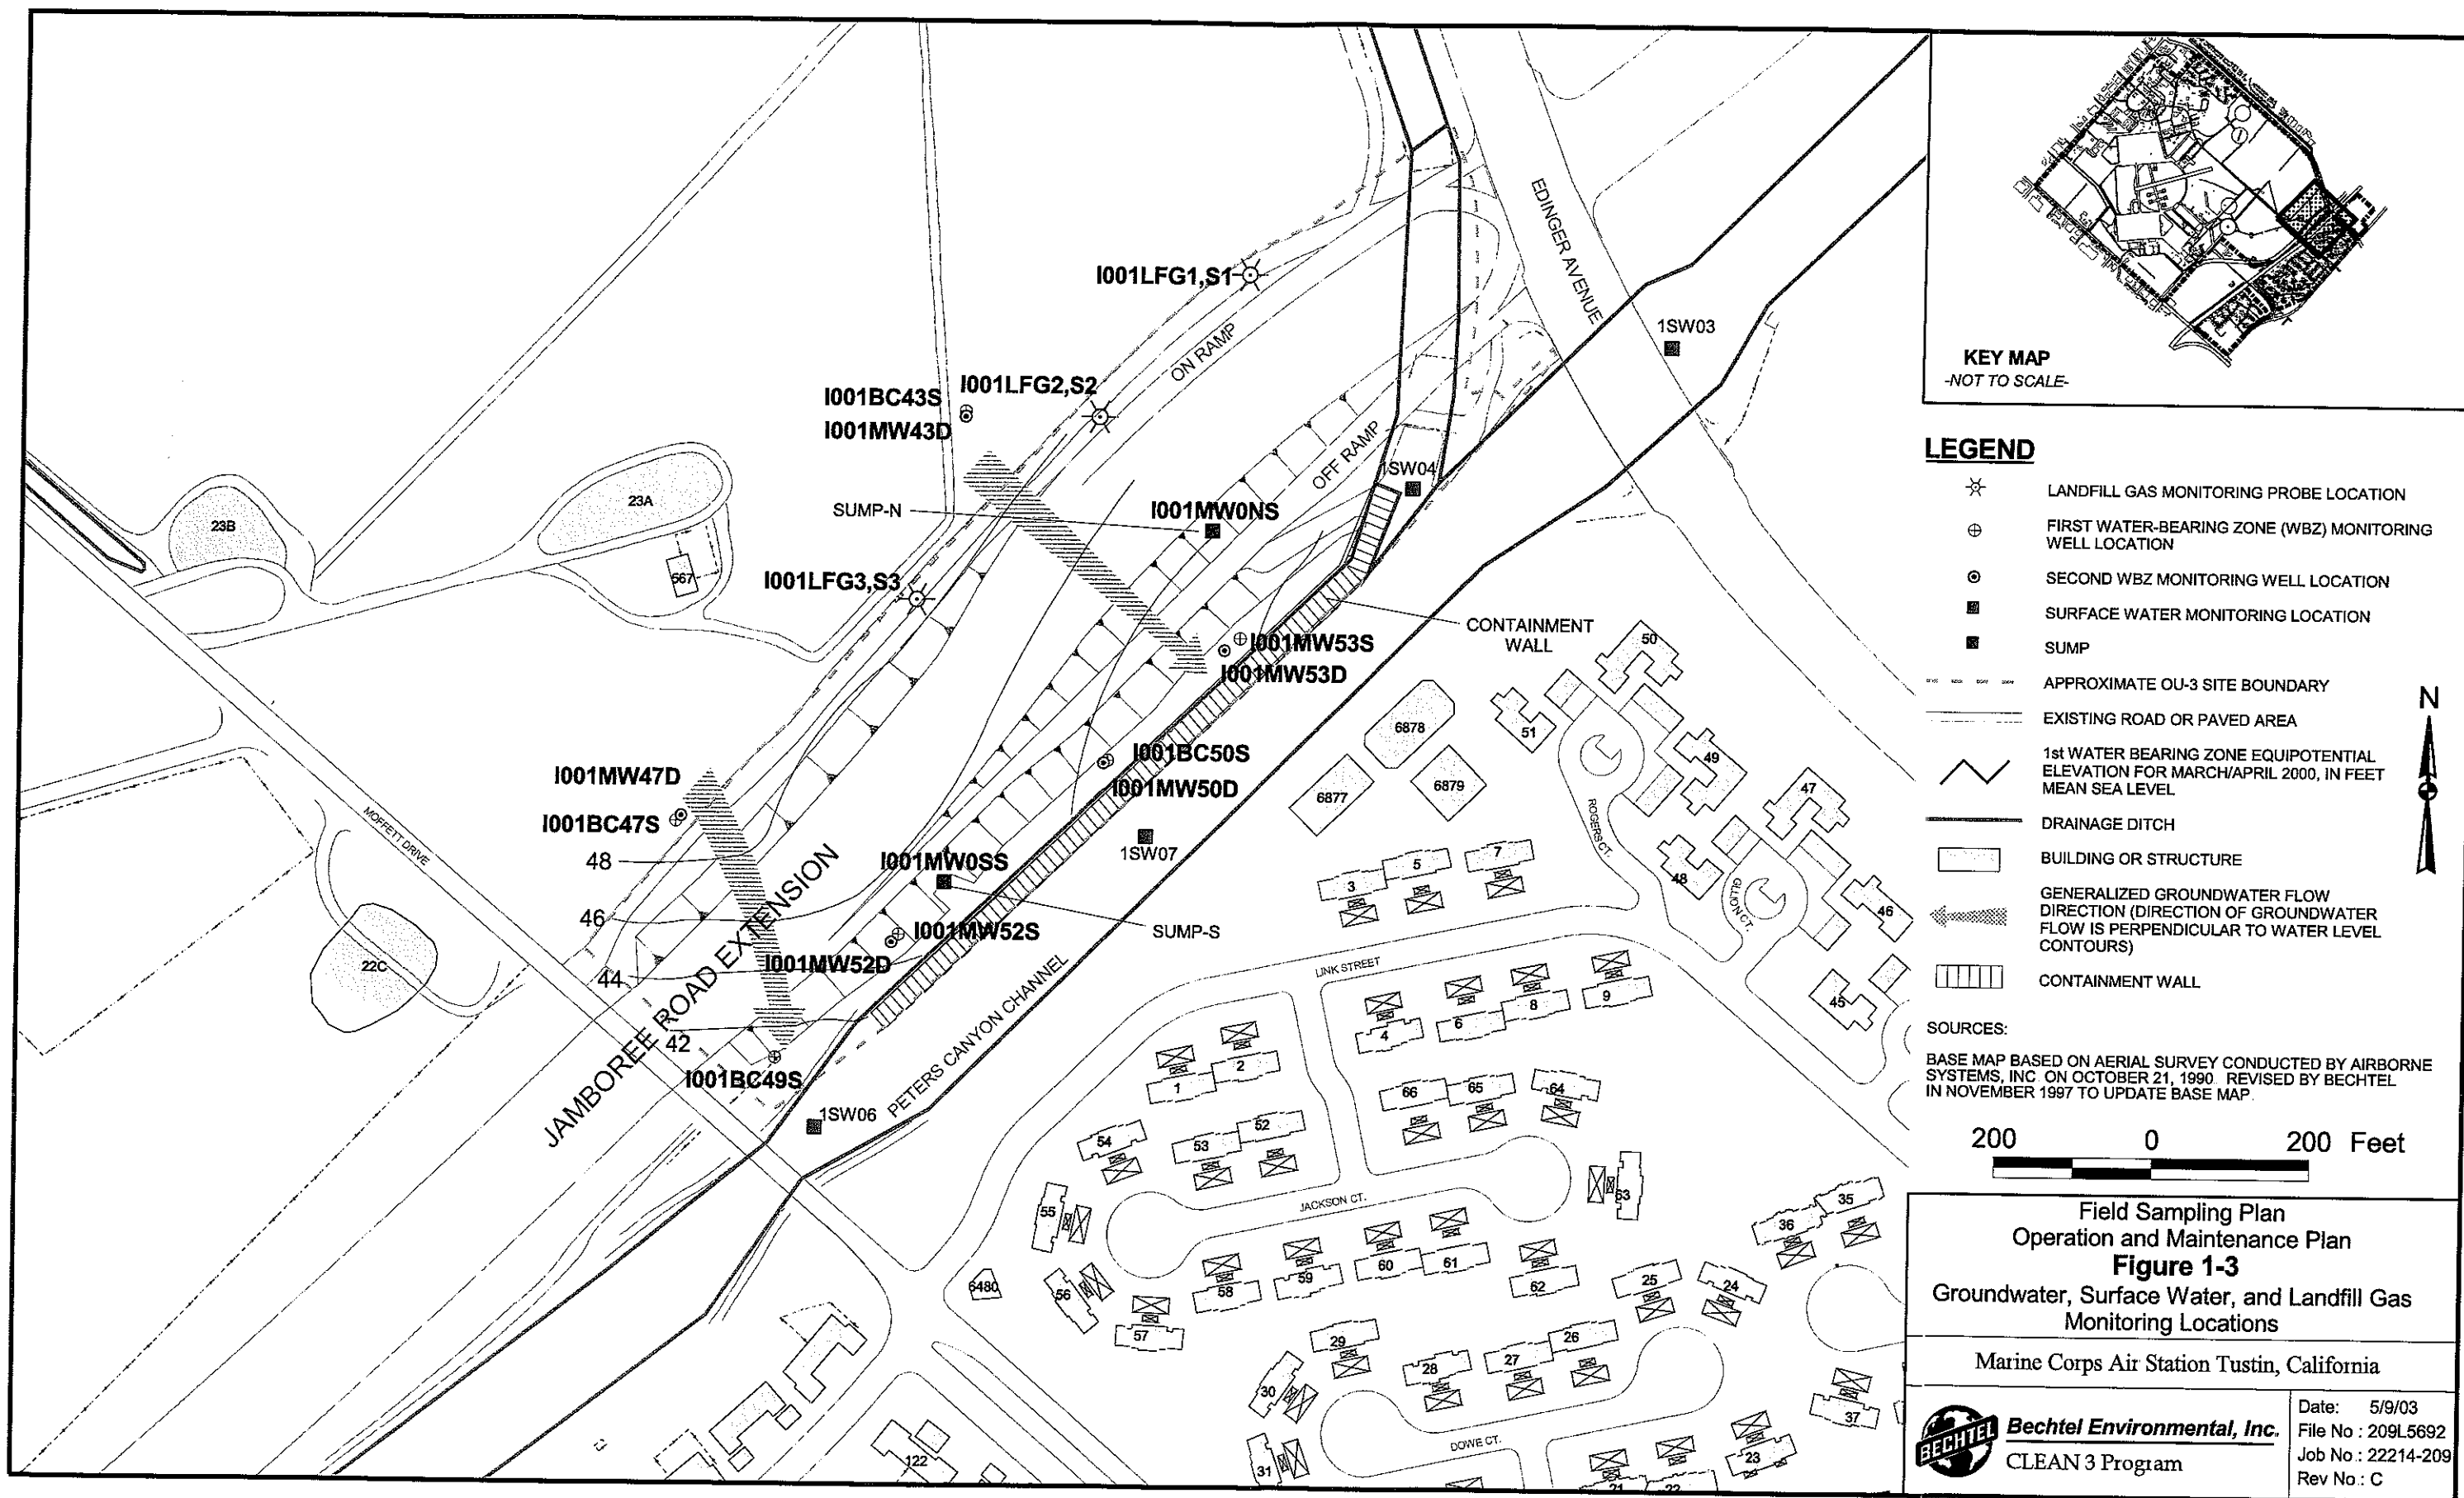 I001LFG1,S1
ON RAMP
EDINGER AVENUE
1SW03
I001BC43S
I001LFG2,S2
I001MW43D
OFF RAMP
1SW04
SUMP-N
I001MW0NS
23B
23A
567
I001LFG3,S3
CONTAINMENT
WALL
I001MW53S
I001MW53D
I001BC50S
I001MW50D
I001MW47D
I001BC47S
MOFFETT DRIVE
48
46
44
42
I001MW0SS
1SW07
I001MW52S
SUMP-S
I001MW52D
22C
JAMBOREE ROAD EXTENSION
I001BC49S
PETERS CANYON CHANNEL
1SW06
50
51
6878
6877
6879
49
47
48
46
45
ROGERS CT.
GILLION CT.
3
5
7
LINK STREET
4
6
8
9
1
2
66
65
64
54
53
52
55
JACKSON CT.
63
35
36
56
6480
57
58
59
60
61
62
25
24
29
26
27
28
30
37
DOWE CT.
31
23
21
22
122
KEY MAP
-NOT TO SCALE-
LEGEND
LANDFILL GAS MONITORING PROBE LOCATION
FIRST WATER-BEARING ZONE (WBZ) MONITORING
WELL LOCATION
SECOND WBZ MONITORING WELL LOCATION
SURFACE WATER MONITORING LOCATION
SUMP
APPROXIMATE OU-3 SITE BOUNDARY
EXISTING ROAD OR PAVED AREA
1st WATER BEARING ZONE EQUIPOTENTIAL
ELEVATION FOR MARCH/APRIL 2000, IN FEET
MEAN SEA LEVEL
DRAINAGE DITCH
BUILDING OR STRUCTURE
GENERALIZED GROUNDWATER FLOW
DIRECTION (DIRECTION OF GROUNDWATER
FLOW IS PERPENDICULAR TO WATER LEVEL
CONTOURS)
CONTAINMENT WALL
N
SOURCES:
BASE MAP BASED ON AERIAL SURVEY CONDUCTED BY AIRBORNE
SYSTEMS, INC. ON OCTOBER 21, 1990. REVISED BY BECHTEL
IN NOVEMBER 1997 TO UPDATE BASE MAP.
200 0 200 Feet
Field Sampling Plan
Operation and Maintenance Plan
Figure 1-3
Groundwater, Surface Water, and Landfill Gas
Monitoring Locations
Marine Corps Air Station Tustin, California
BECHTEL
Bechtel Environmental, Inc.
CLEAN 3 Program
Date: 5/9/03
File No.: 209L5692
Job No.: 22214-209
Rev No.: C